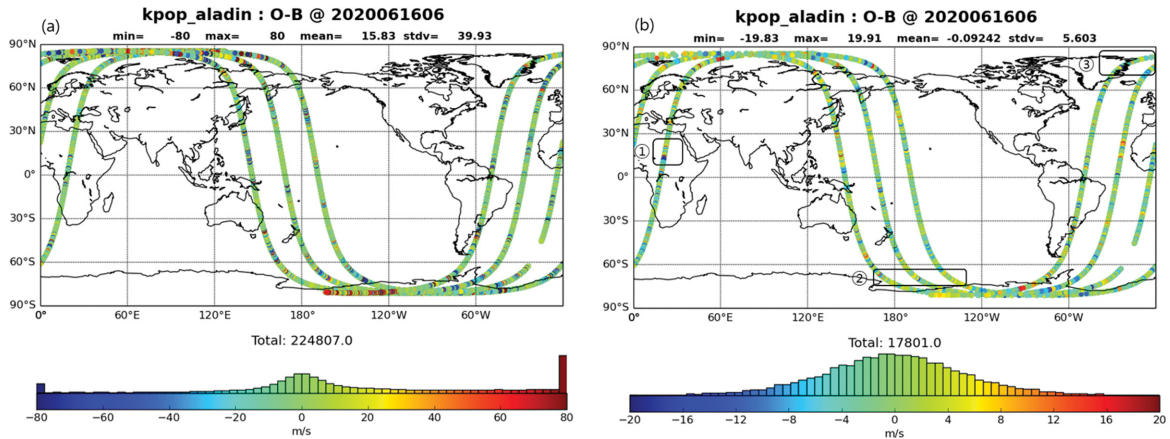 (a)
kpop_aladin : O-B @ 2020061606
min= -80 max= 80 mean= 15.83 stdv= 39.93
90°N
60°N
30°N
0°
30°S
60°S
90°S
0° 60°E 120°E 180° 120°W 60°W
Total: 224807.0
−80 −60 −40 −20 0 20 40 60 80
m/s
(b)
kpop_aladin : O-B @ 2020061606
min= -19.83 max= 19.91 mean= -0.09242 stdv= 5.603
90°N
60°N
30°N
0°
30°S
60°S
90°S
③
①
②
0° 60°E 120°E 180° 120°W 60°W
Total: 17801.0
−20 −16 −12 −8 −4 0 4 8 12 16 20
m/s